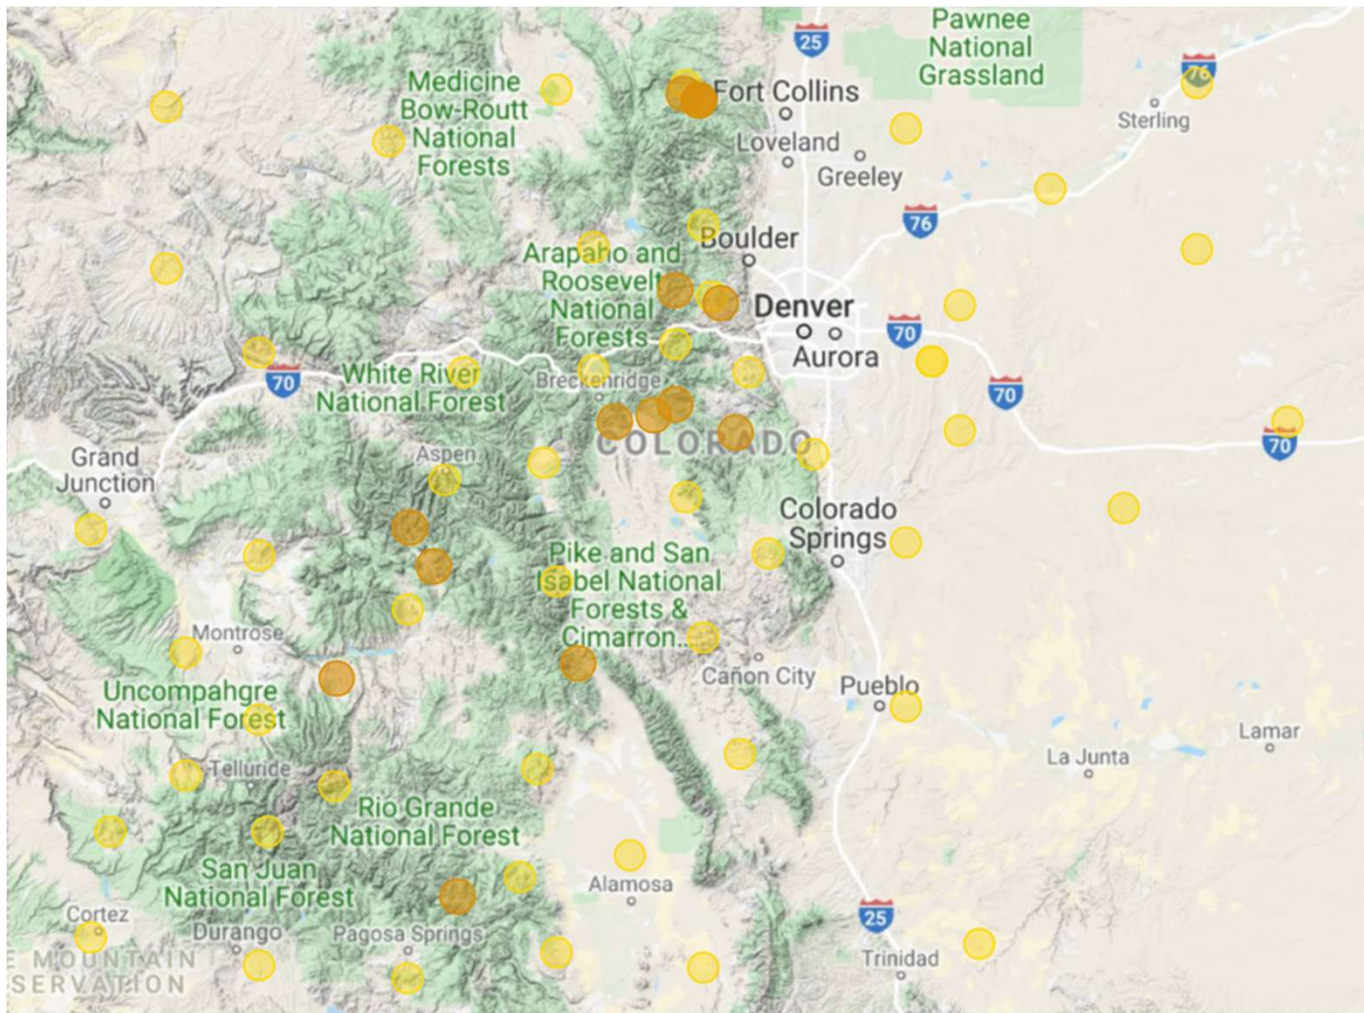 Pawnee
National
Grassland
25
76
Medicine
Bow-Routt
National
Forests
Fort Collins
Sterling
Loveland
Greeley
76
Boulder
Arapaho and
Roosevelt
National
Forests
Denver
70
Aurora
White River
National Forest
70
Breckenridge
70
COLORADO
70
Aspen
Grand
Junction
Colorado
Springs
Pike and San
Isabel National
Forests &
Cimarron...
Montrose
Cañon City
Uncompahgre
National Forest
Pueblo
Lamar
La Junta
Telluride
Rio Grande
National Forest
San Juan
National Forest
Alamosa
Cortez
Durango
Pagosa Springs
25
E MOUNTAIN
SERVATION
Trinidad